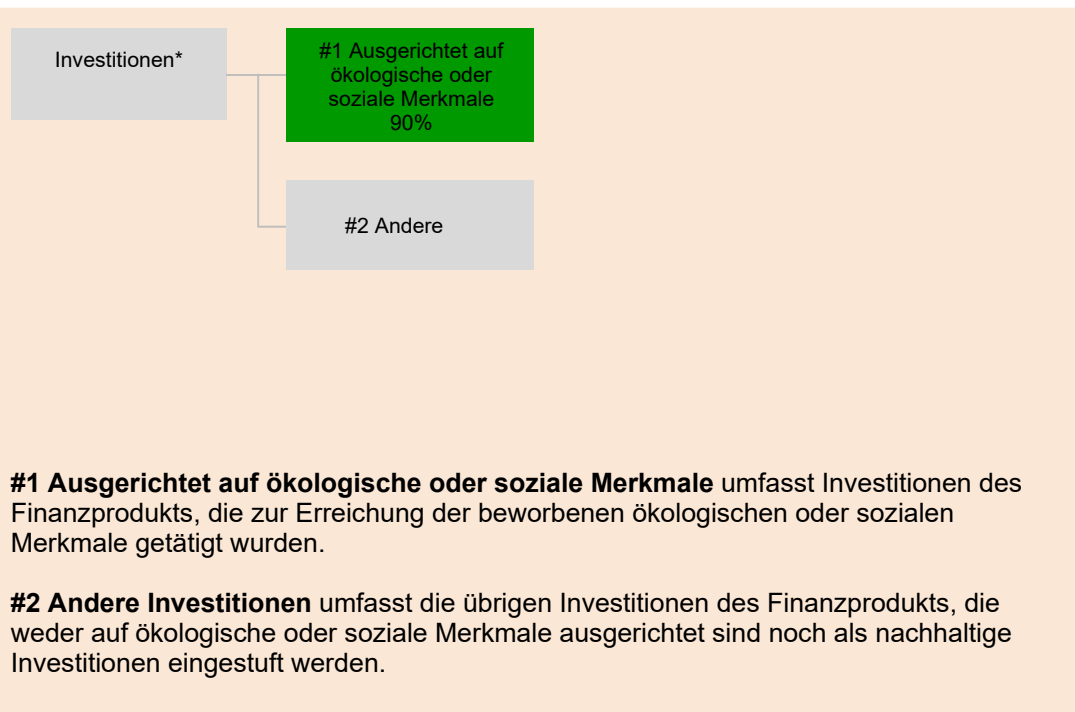 Investitionen*
#1 Ausgerichtet auf
ökologische oder
soziale Merkmale
90%
#2 Andere
#1 Ausgerichtet auf ökologische oder soziale Merkmale umfasst Investitionen des
Finanzprodukts, die zur Erreichung der beworbenen ökologischen oder sozialen
Merkmale getätigt wurden.
#2 Andere Investitionen umfasst die übrigen Investitionen des Finanzprodukts, die
weder auf ökologische oder soziale Merkmale ausgerichtet sind noch als nachhaltige
Investitionen eingestuft werden.